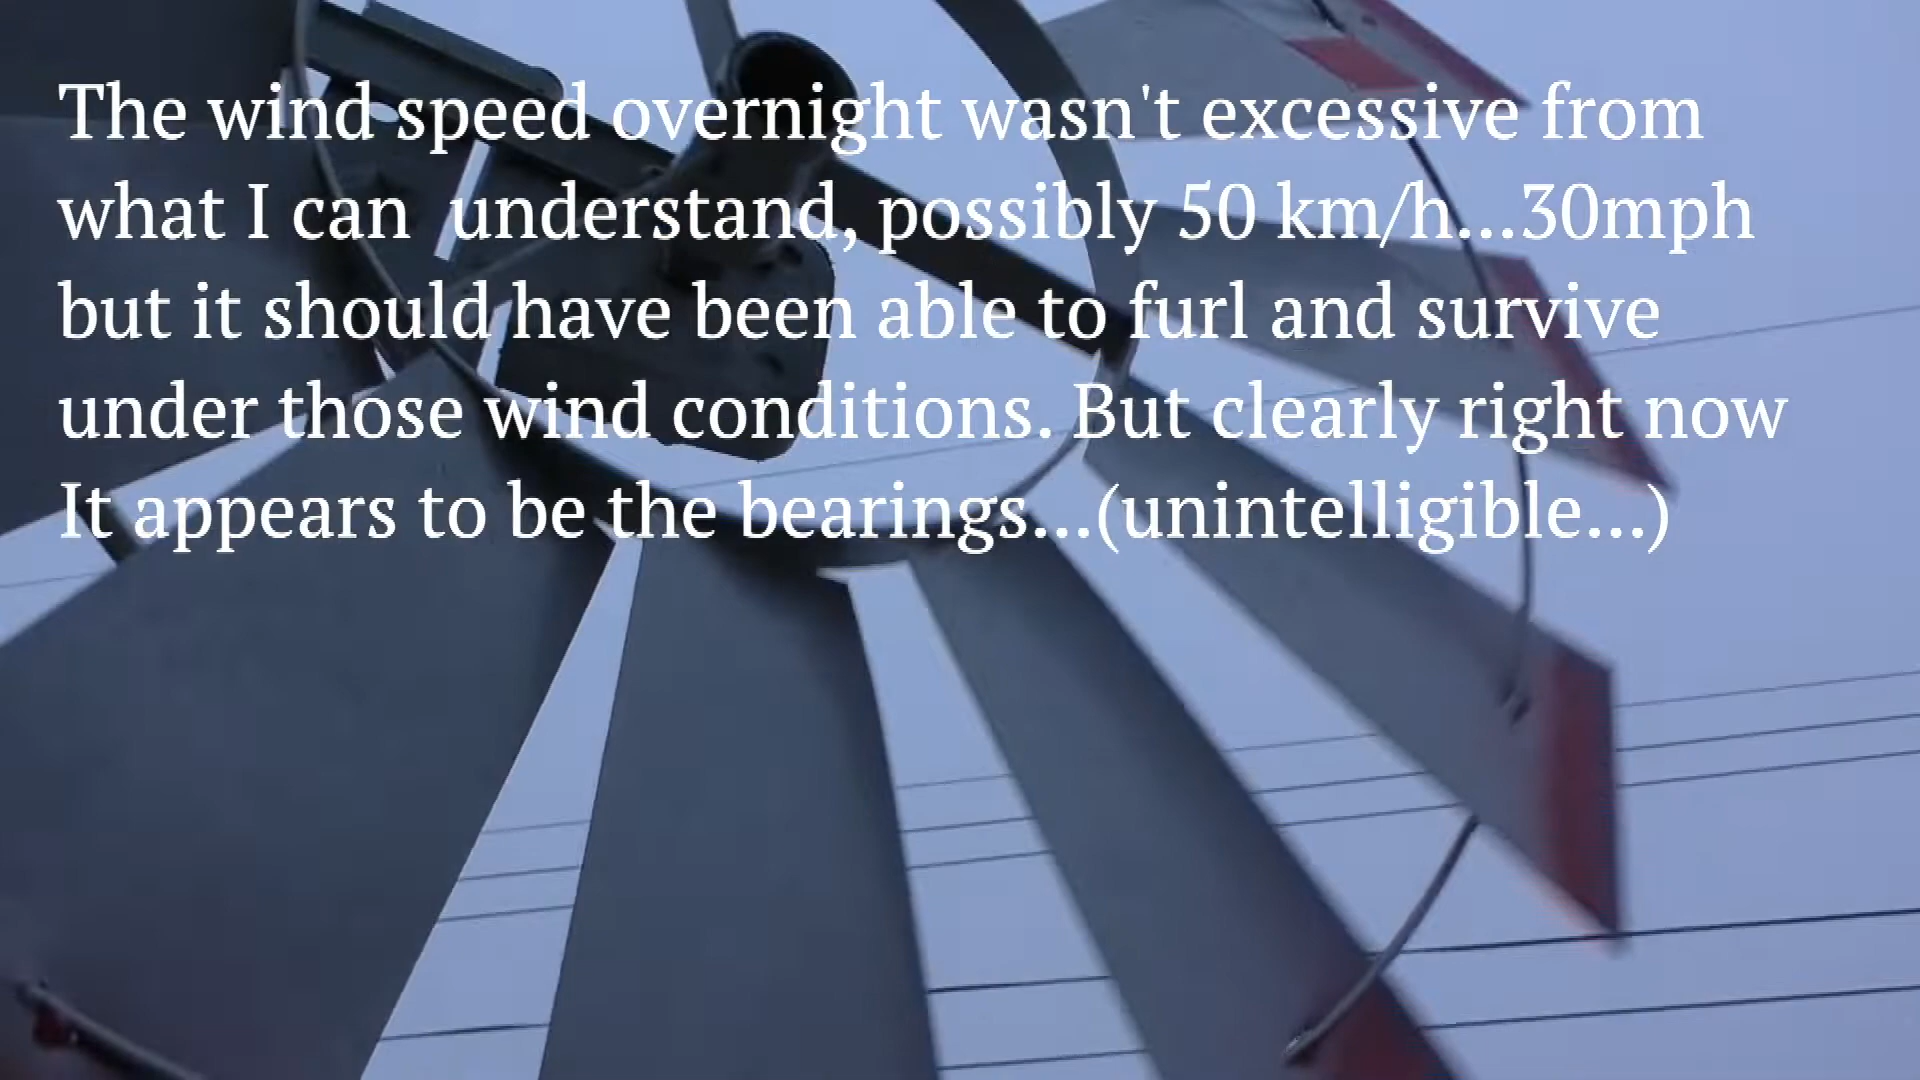 The wind speed overnight wasn't excessive from
what I can  understand, possibly 50 km/h...30mph
but it should have been able to furl and survive
under those wind conditions. But clearly right now
It appears to be the bearings...(unintelligible...)